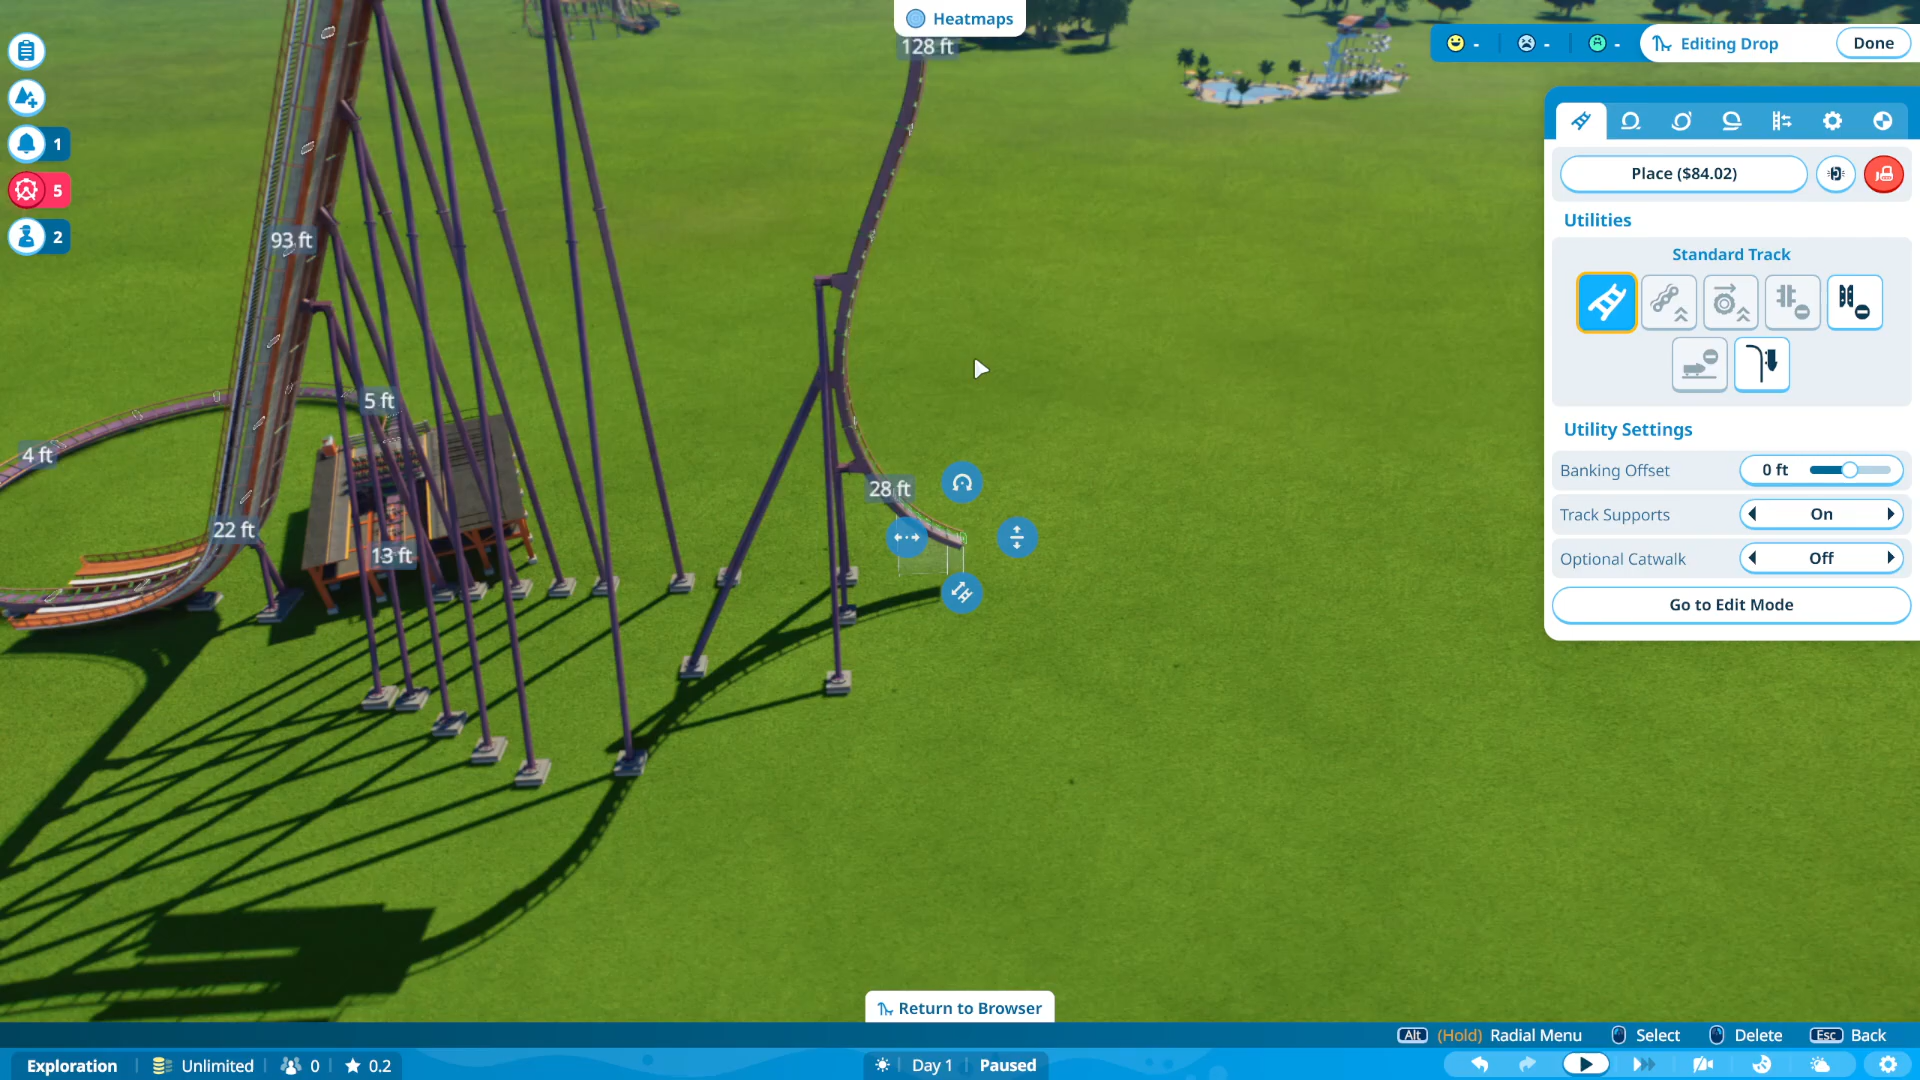 Heatmaps
128 ft
Editing Drop
Done
1
5
2
Place ($84.02)
Utilities
Standard Track
93 ft
5 ft
4 ft
22 ft
13 ft
28 ft
Utility Settings
Banking Offset
0 ft
Track Supports
On
Optional Catwalk
Off
Go to Edit Mode
Return to Browser
Alt (Hold) Radial Menu Select Delete Esc Back
Exploration Unlimited 0 0.2 Day 1 Paused